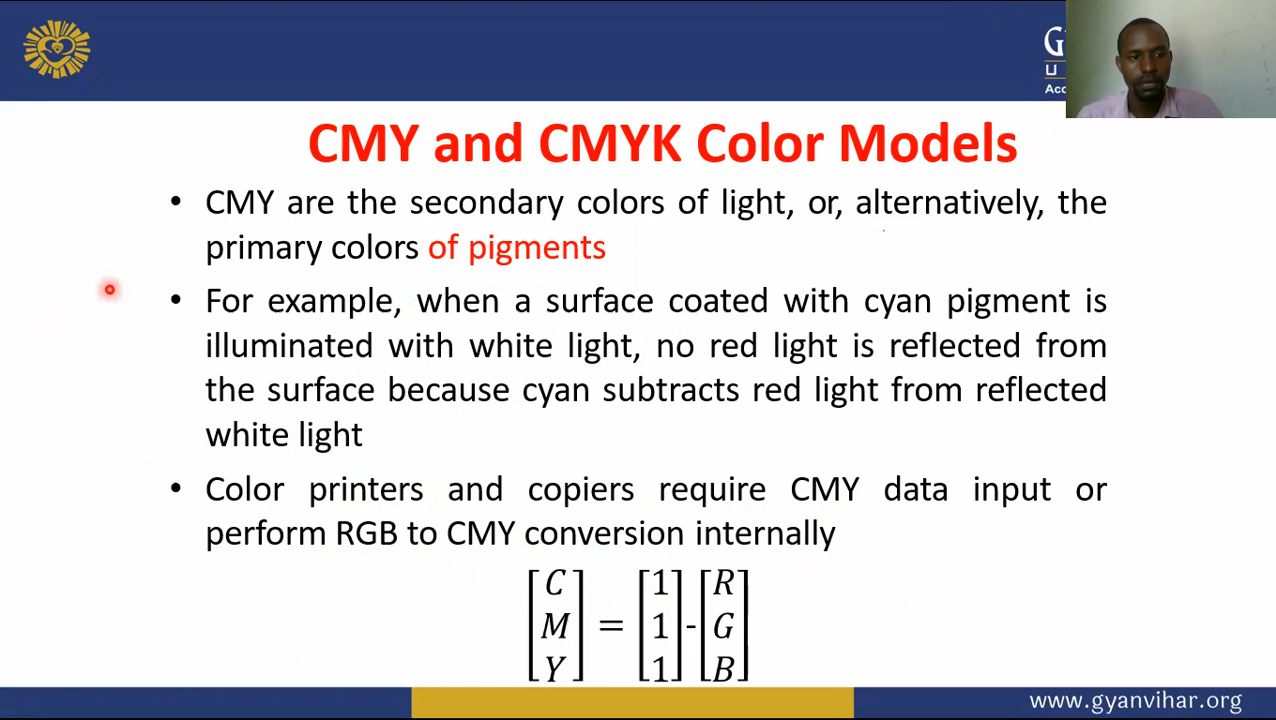 G
U
Acc
CMY and CMYK Color Models
• CMY are the secondary colors of light, or, alternatively, the
primary colors of pigments
• For example, when a surface coated with cyan pigment is
illuminated with white light, no red light is reflected from
the surface because cyan subtracts red light from reflected
white light
• Color printers and copiers require CMY data input or
perform RGB to CMY conversion internally
[C M Y] = [1 1 1] - [R G B]
www.gyanvihar.org